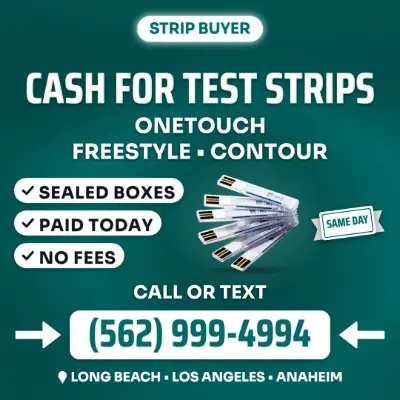 STRIP BUYER
CASH FOR TEST STRIPS
ONETOUCH
FREESTYLE ▪ CONTOUR
SEALED BOXES
PAID TODAY
NO FEES
SAME DAY
CALL OR TEXT
(562) 999-4994
LONG BEACH ▪ LOS ANGELES ▪ ANAHEIM